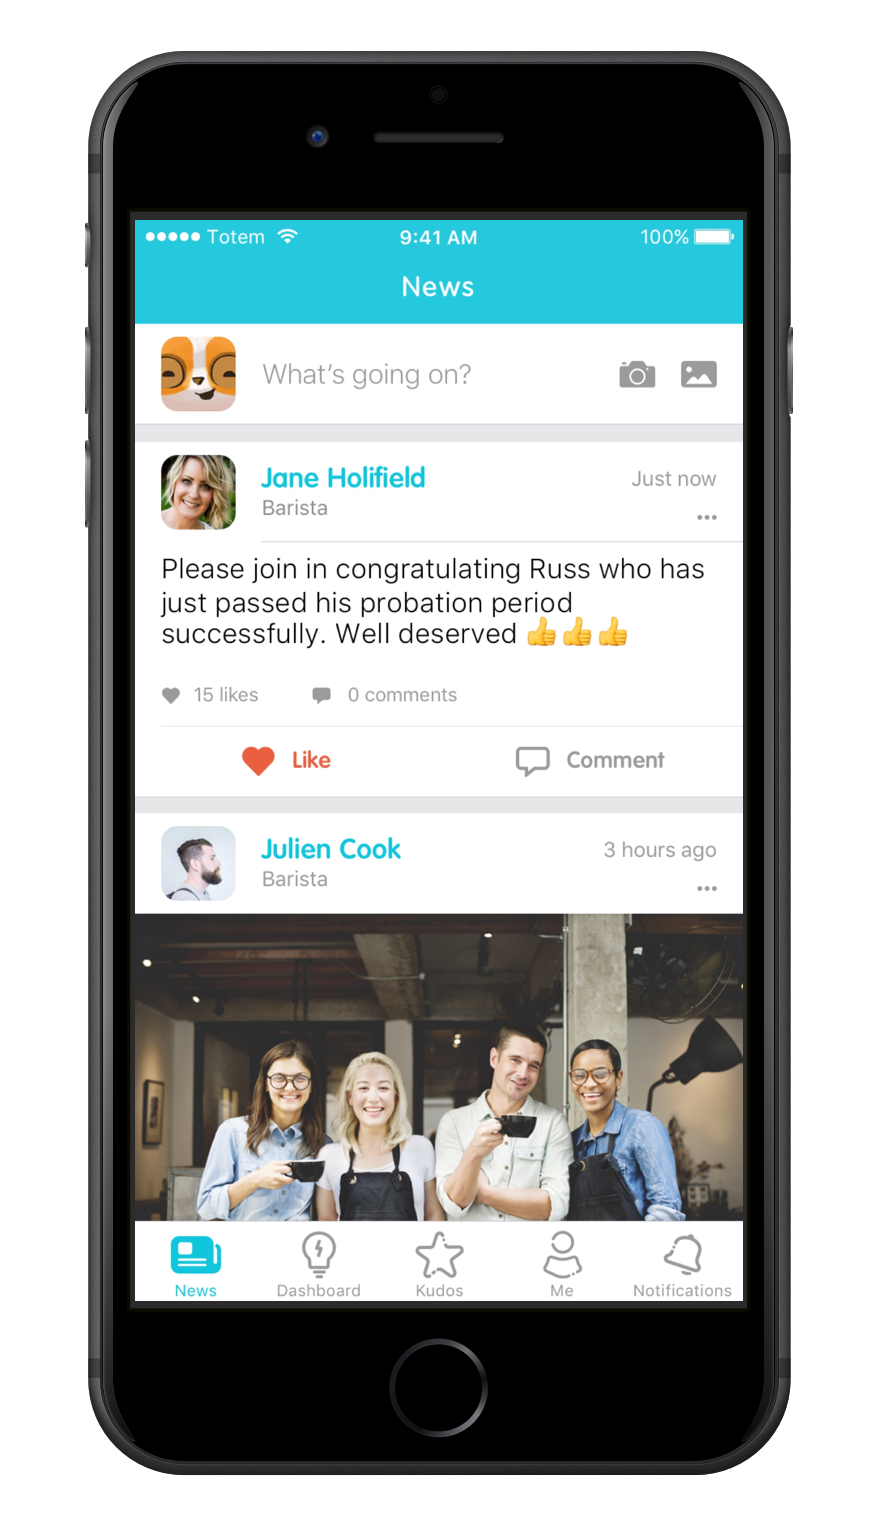 Totem 9:41 AM 100%
News
What's going on?
Jane Holifield Just now
Barista
Please join in congratulating Russ who has
just passed his probation period
successfully. Well deserved 👍👍👍
15 likes 0 comments
Like Comment
Julien Cook 3 hours ago
Barista
News Dashboard Kudos Me Notifications